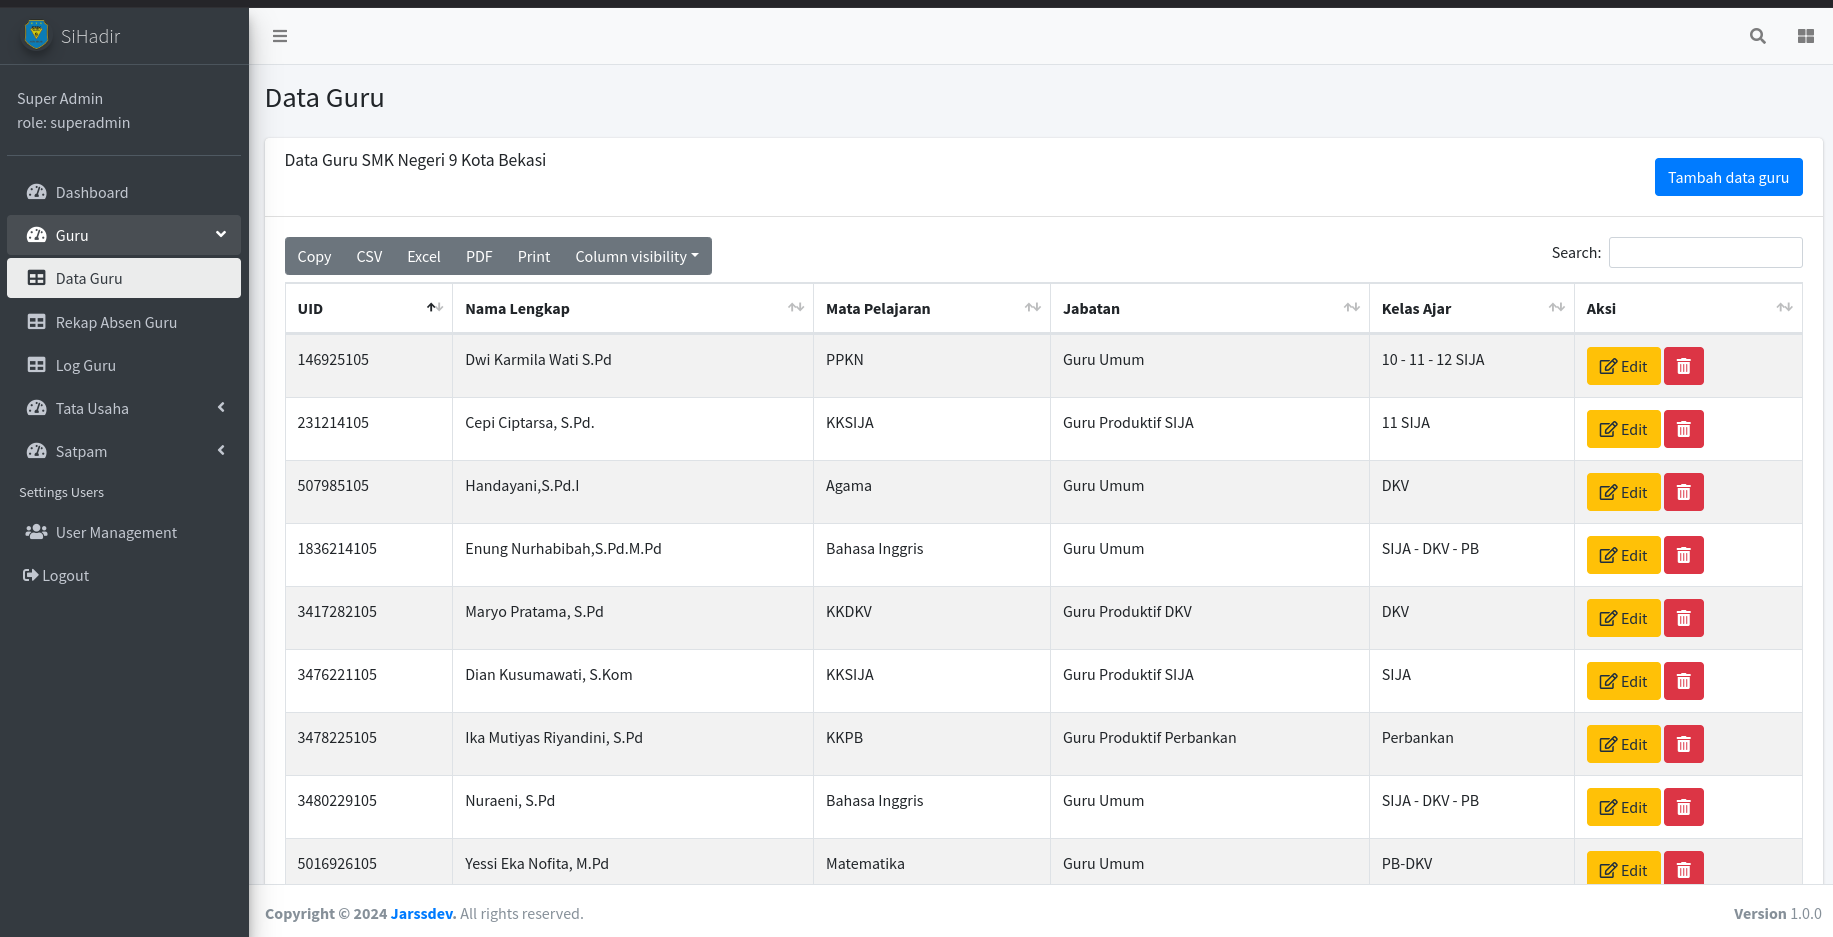 SiHadir
Super Admin
role: superadmin
Dashboard
Guru
Data Guru
Rekap Absen Guru
Log Guru
Tata Usaha
Satpam
Settings Users
User Management
Logout
Data Guru
Data Guru SMK Negeri 9 Kota Bekasi
Tambah data guru
Copy CSV Excel PDF Print Column visibility
Search:
UID Nama Lengkap Mata Pelajaran Jabatan Kelas Ajar Aksi
146925105 Dwi Karmila Wati S.Pd PPKN Guru Umum 10 - 11 - 12 SIJA Edit
231214105 Cepi Ciptarsa, S.Pd. KKSIJA Guru Produktif SIJA 11 SIJA Edit
507985105 Handayani,S.Pd.I Agama Guru Umum DKV Edit
1836214105 Enung Nurhabibah,S.Pd.M.Pd Bahasa Inggris Guru Umum SIJA - DKV - PB Edit
3417282105 Maryo Pratama, S.Pd KKDKV Guru Produktif DKV DKV Edit
3476221105 Dian Kusumawati, S.Kom KKSIJA Guru Produktif SIJA SIJA Edit
3478225105 Ika Mutiyas Riyandini, S.Pd KKPB Guru Produktif Perbankan Perbankan Edit
3480229105 Nuraeni, S.Pd Bahasa Inggris Guru Umum SIJA - DKV - PB Edit
5016926105 Yessi Eka Nofita, M.Pd Matematika Guru Umum PB-DKV Edit
Copyright © 2024 Jarssdev. All rights reserved.
Version 1.0.0